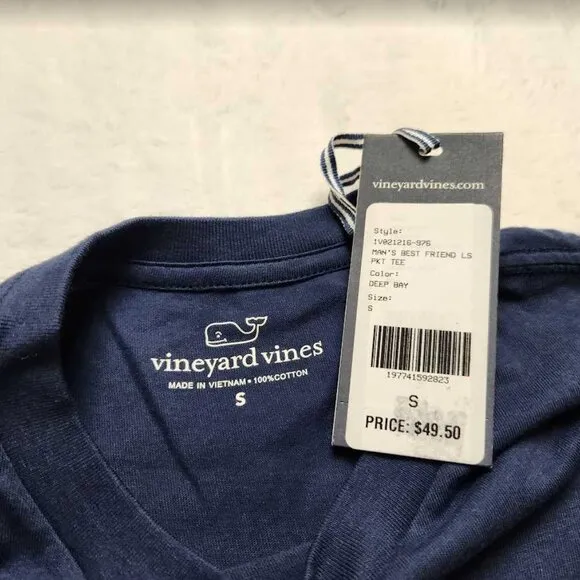 vineyardvines.com
Style:
1V021216-976
MAN'S BEST FRIEND LS
PKT TEE
Color:
DEEP BAY
Size:
S
197741592823
S
PRICE: $49.50
vineyard vines
MADE IN VIETNAM • 100%COTTON
S